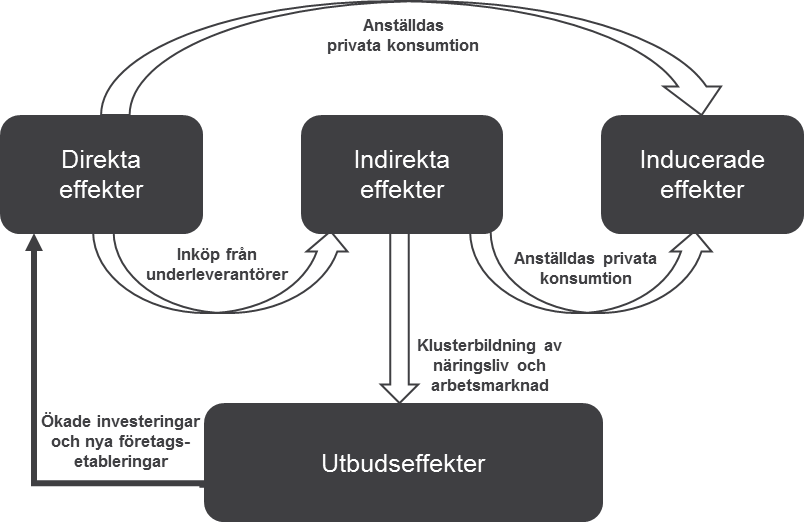 Anställdas
privata konsumtion
Direkta
effekter
Indirekta
effekter
Inducerade
effekter
Inköp från
underleverantörer
Anställdas privata
konsumtion
Klusterbildning av
näringsliv och
arbetsmarknad
Ökade investeringar
och nya företags-
etableringar
Utbudseffekter